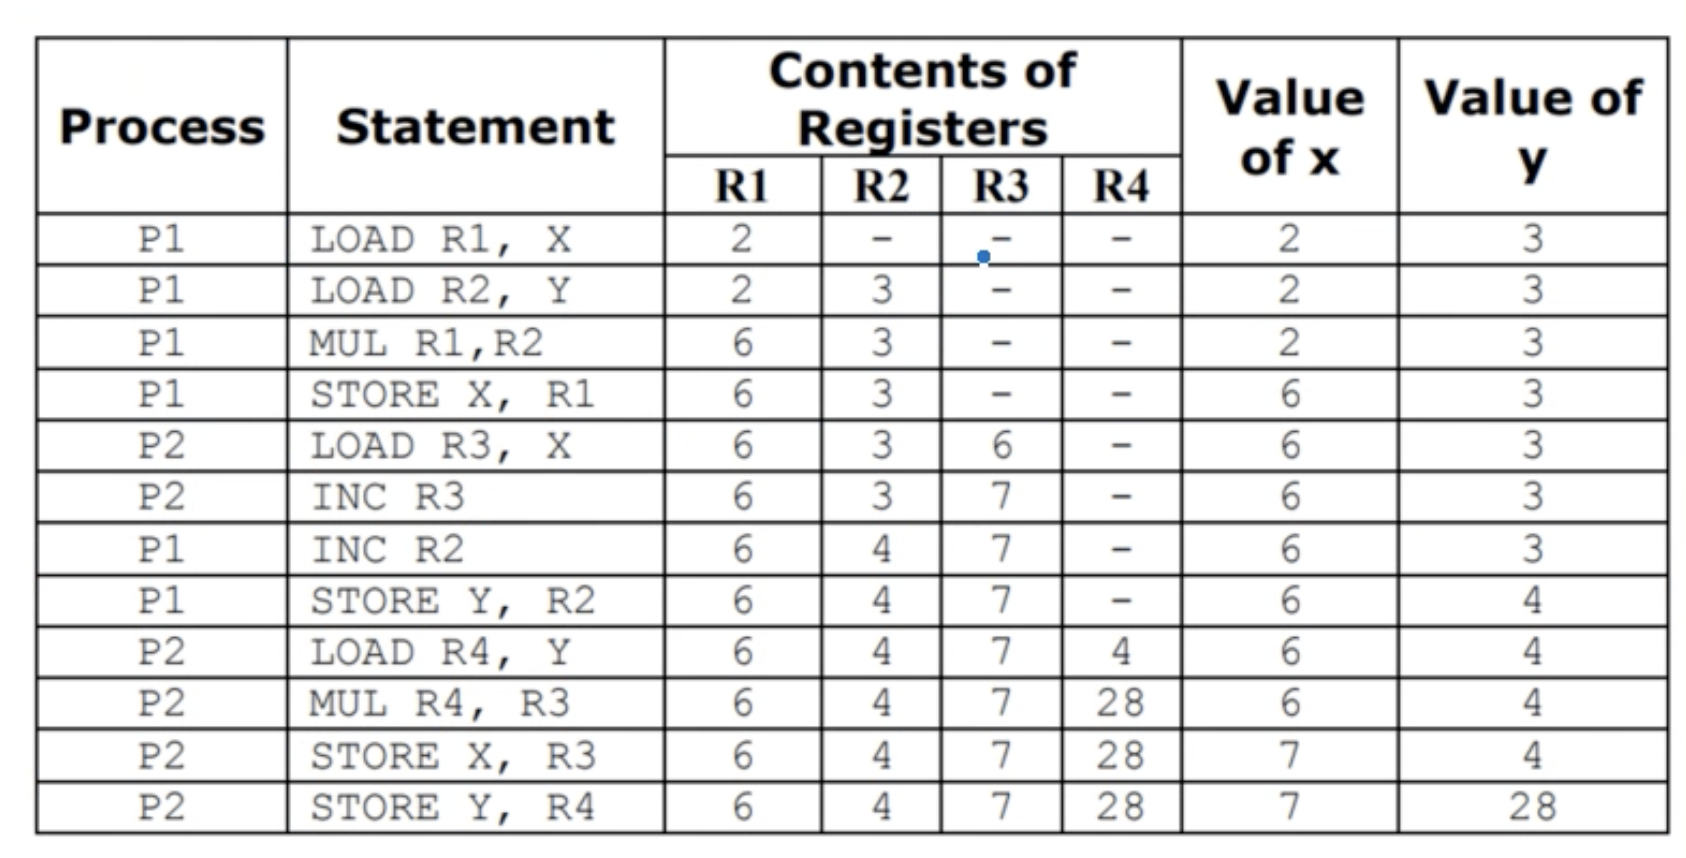 Process Statement Contents of Registers Value of x Value of y
R1 R2 R3 R4
P1 LOAD R1, X 2 - - - 2 3
P1 LOAD R2, Y 2 3 - - 2 3
P1 MUL R1,R2 6 3 - - 2 3
P1 STORE X, R1 6 3 - - 6 3
P2 LOAD R3, X 6 3 6 - 6 3
P2 INC R3 6 3 7 - 6 3
P1 INC R2 6 4 7 - 6 3
P1 STORE Y, R2 6 4 7 - 6 4
P2 LOAD R4, Y 6 4 7 4 6 4
P2 MUL R4, R3 6 4 7 28 6 4
P2 STORE X, R3 6 4 7 28 7 4
P2 STORE Y, R4 6 4 7 28 7 28